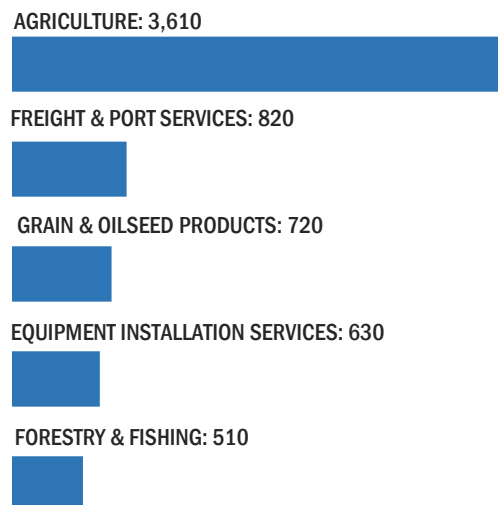 AGRICULTURE: 3,610
FREIGHT & PORT SERVICES: 820
GRAIN & OILSEED PRODUCTS: 720
EQUIPMENT INSTALLATION SERVICES: 630
FORESTRY & FISHING: 510